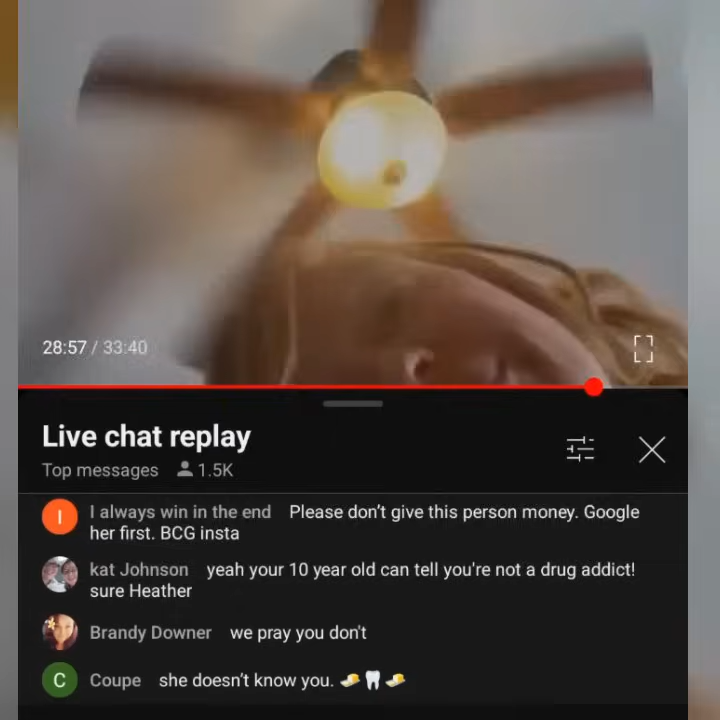 28:57 / 33:40
Live chat replay
Top messages 1.5K
I
I always win in the end Please don't give this person money. Google
her first. BCG insta
kat Johnson yeah your 10 year old can tell you're not a drug addict!
sure Heather
Brandy Downer we pray you don't
C
Coupe she doesn't know you. 🧈🦷🧈